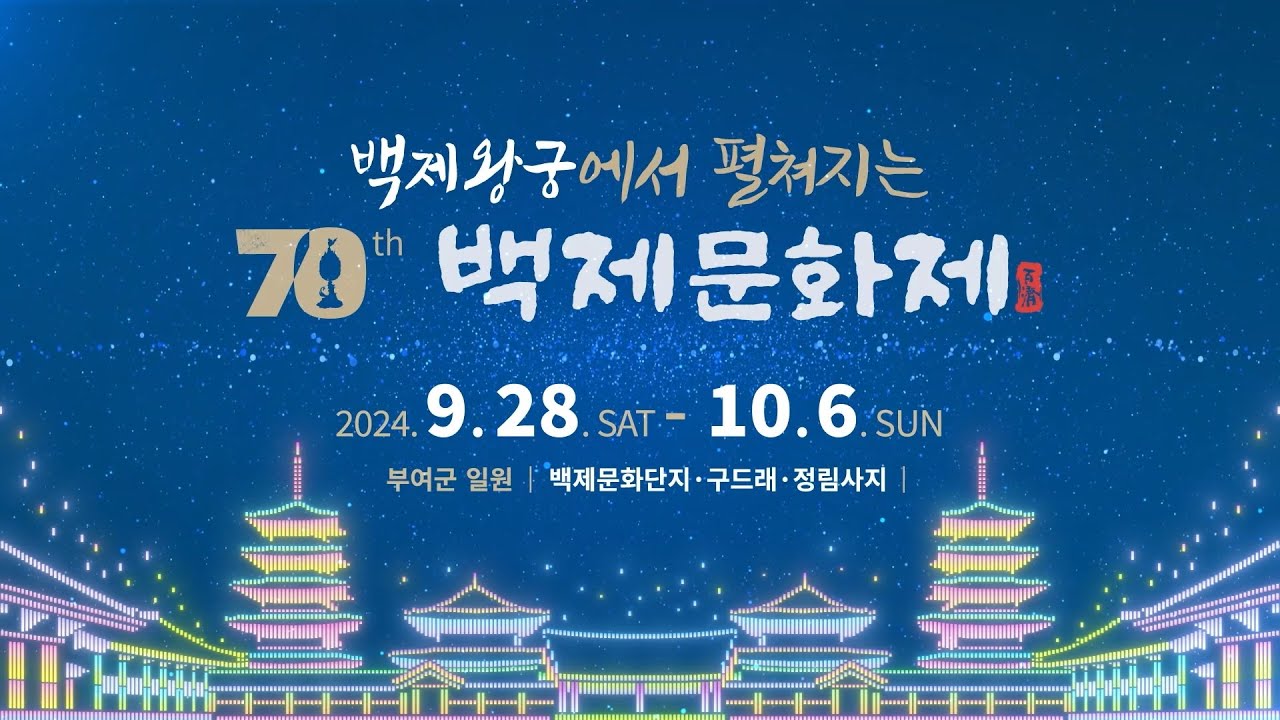 백제왕궁에서 펼쳐지는
70th 백제문화제 百濟
2024. 9.28. SAT - 10.6. SUN
부여군 일원 | 백제문화단지·구드래·정림사지 |